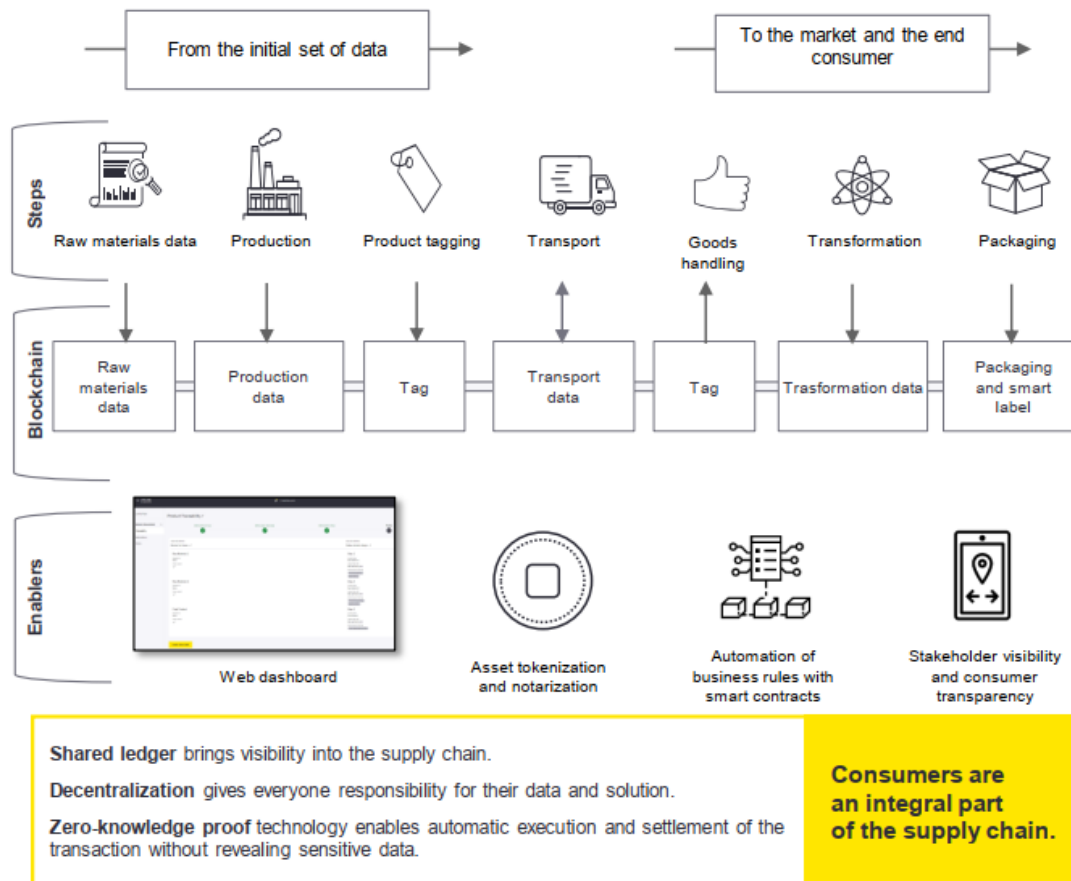 From the initial set of data
To the market and the end
consumer
Steps
Raw materials data
Production
Product tagging
Transport
Goods
handling
Transformation
Packaging
Blockchain
Raw
materials
data
Production
data
Tag
Transport
data
Tag
Trasformation data
Packaging
and smart
label
Enablers
Web dashboard
Asset tokenization
and notarization
Automation of
business rules with
smart contracts
Stakeholder visibility
and consumer
transparency
Shared ledger brings visibility into the supply chain.
Decentralization gives everyone responsibility for their data and solution.
Zero-knowledge proof technology enables automatic execution and settlement of the
transaction without revealing sensitive data.
Consumers are
an integral part
of the supply chain.